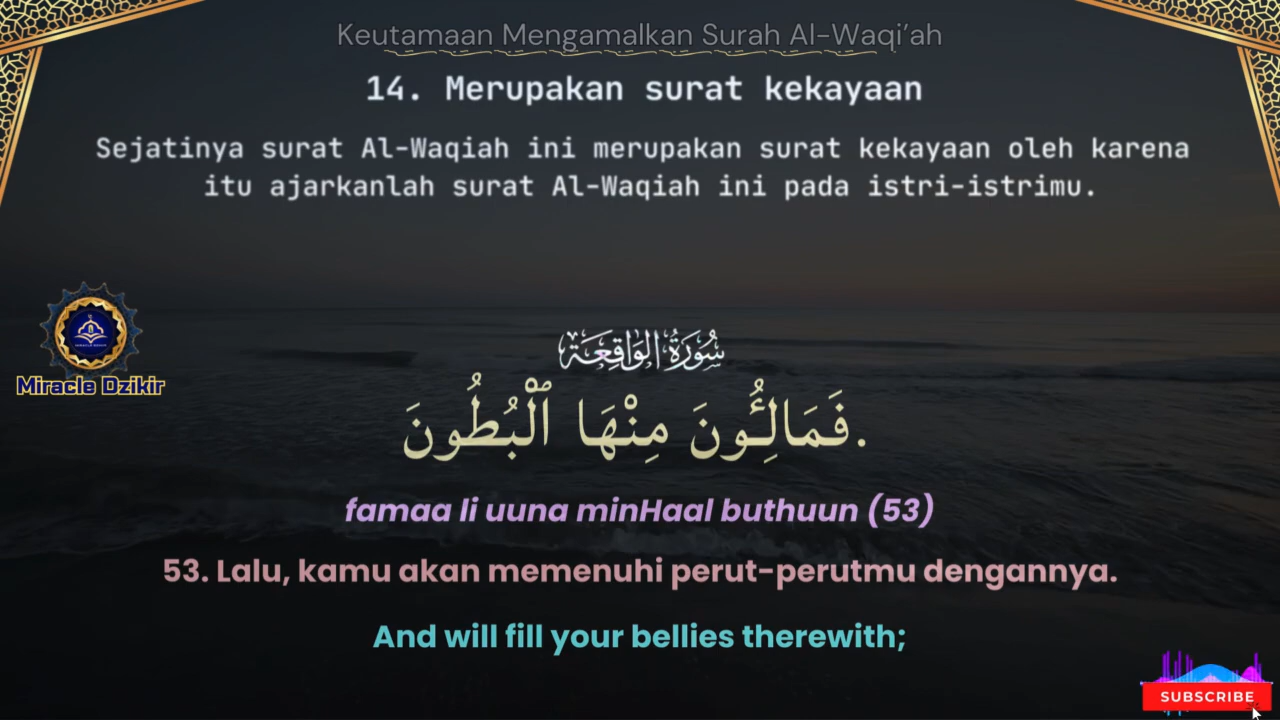 Keutamaan Mengamalkan Surah Al-Waqi’ah
14. Merupakan surat kekayaan
Sejatinya surat Al-Waqiah ini merupakan surat kekayaan oleh karena
itu ajarkanlah surat Al-Waqiah ini pada istri-istrimu.
Miracle Dzikir
سُورَةُ الوَاقِعَة
فَمَالِـُٔونَ مِنْهَا ٱلْبُطُونَ.
famaa li uuna minHaal buthuun (53)
53. Lalu, kamu akan memenuhi perut-perutmu dengannya.
And will fill your bellies therewith;
SUBSCRIBE